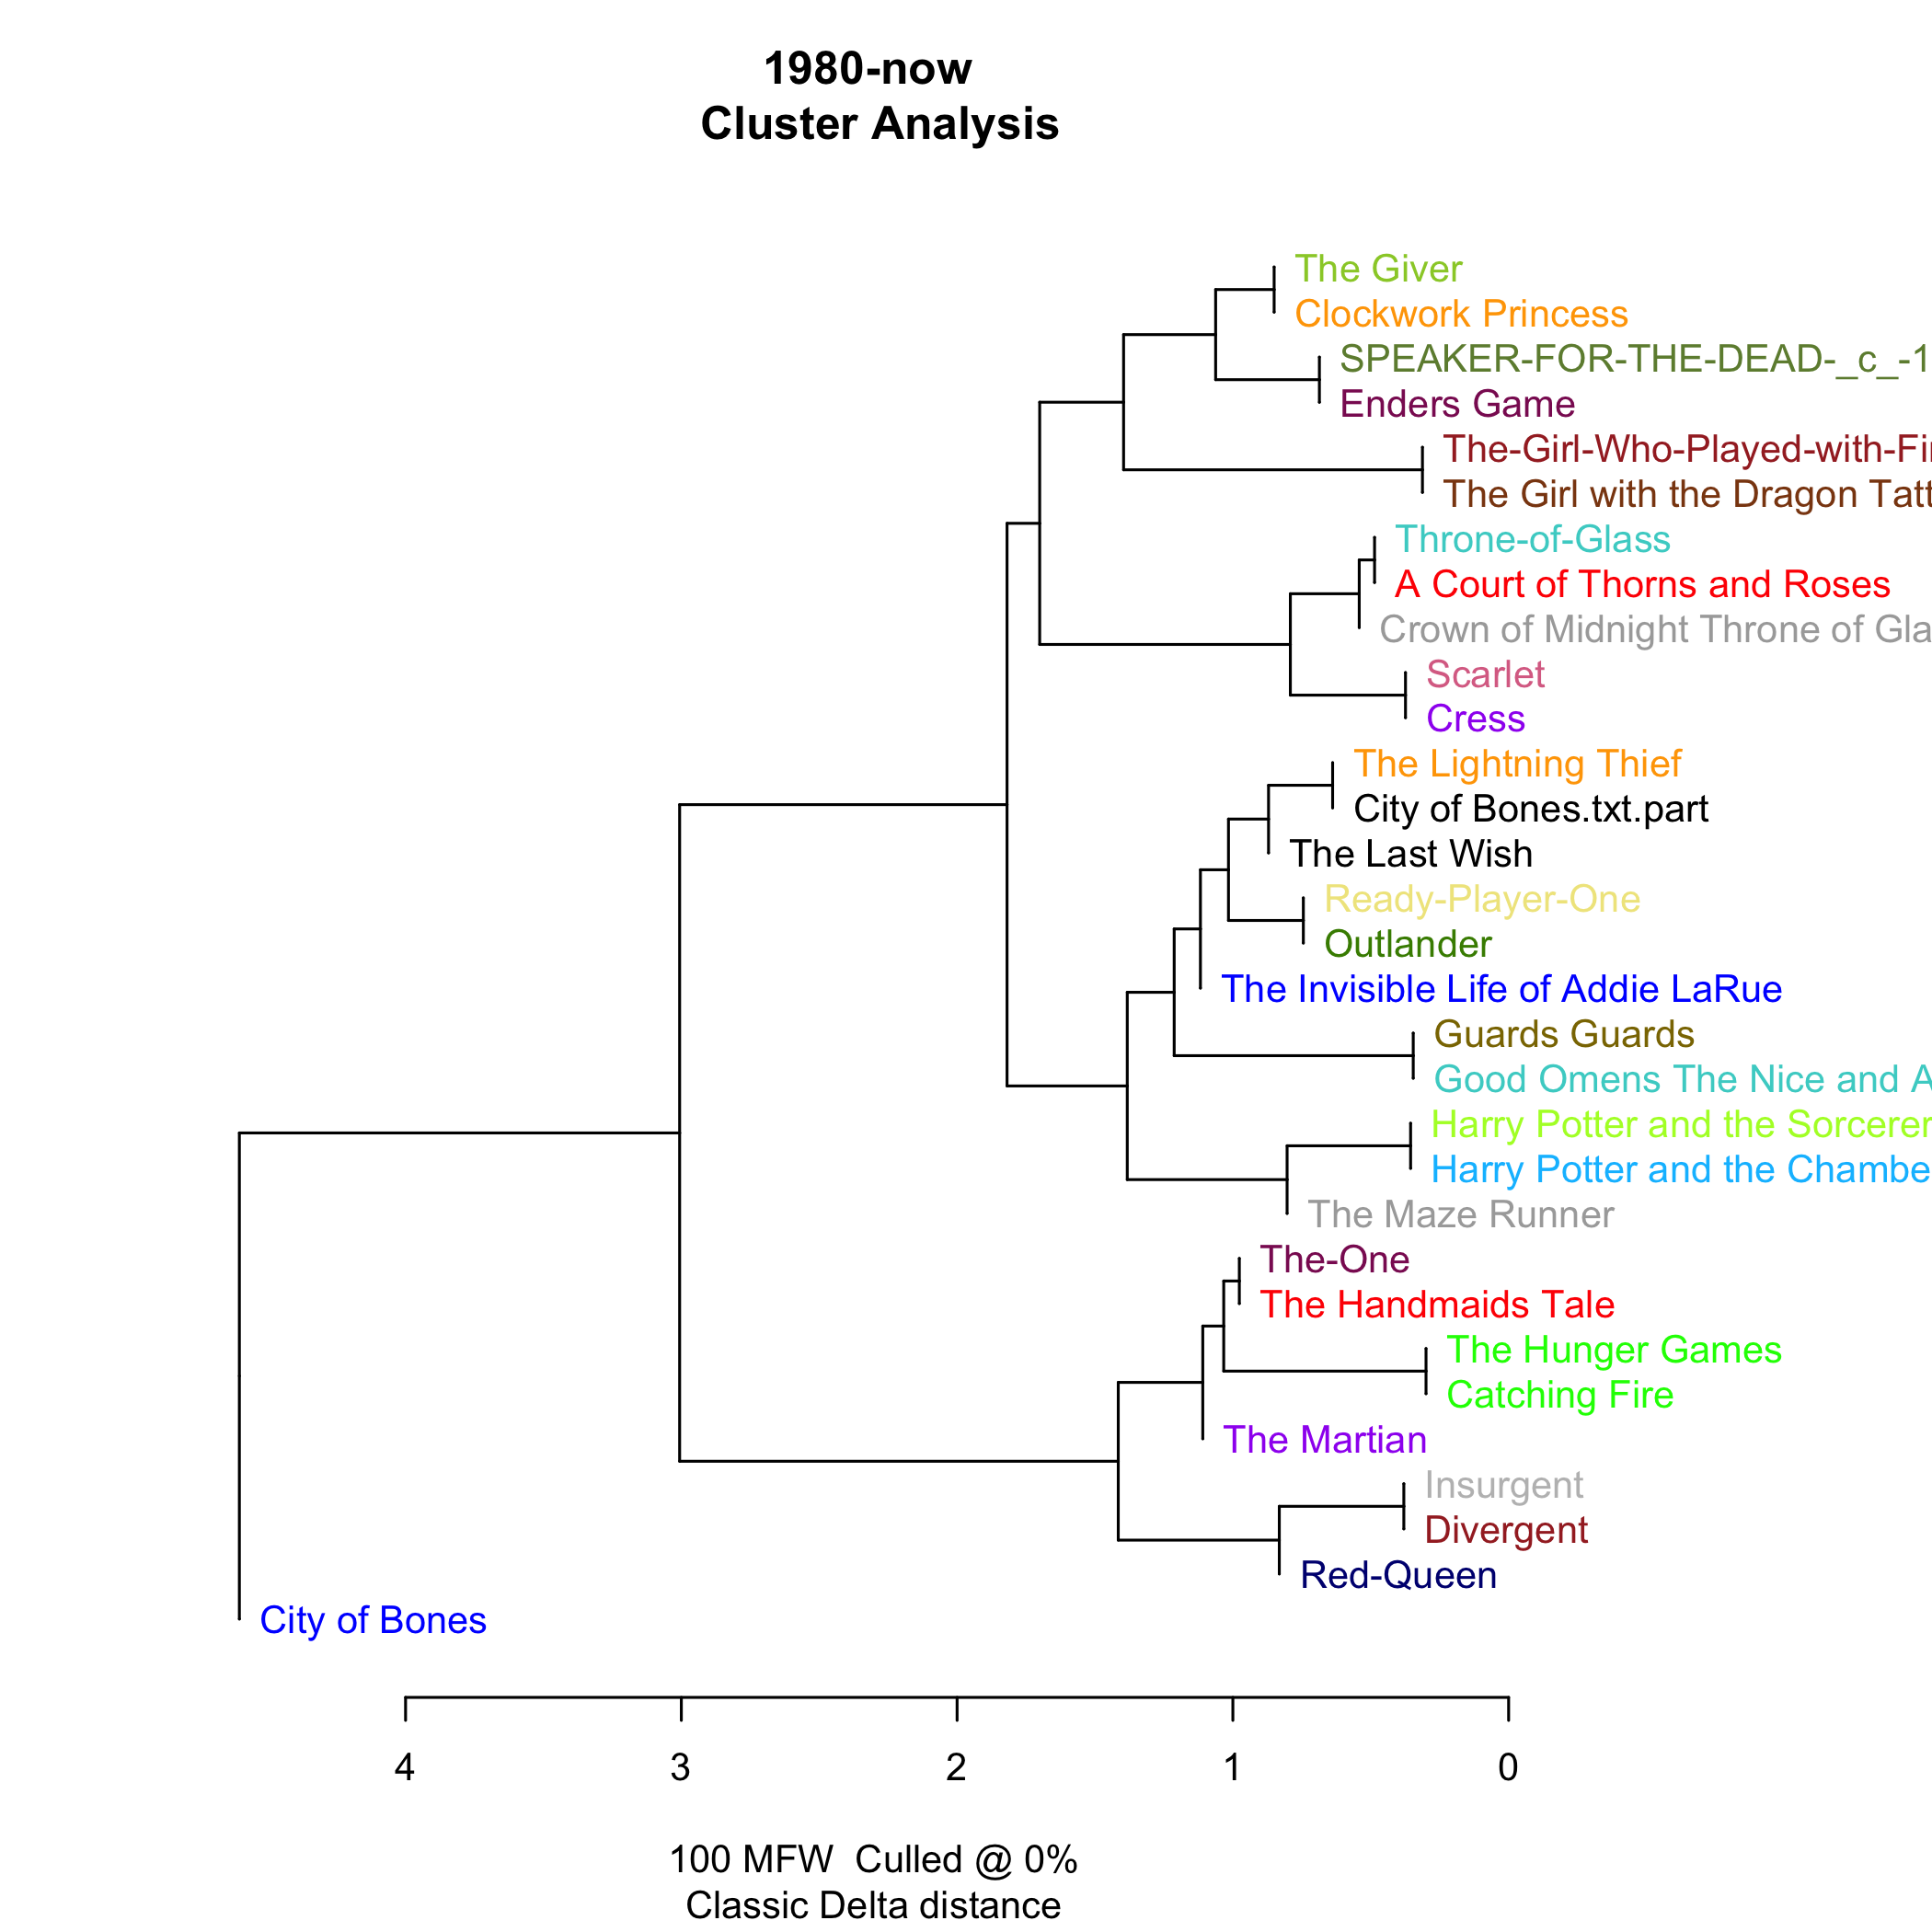 1980-now
Cluster Analysis
The Giver
Clockwork Princess
SPEAKER-FOR-THE-DEAD-_c_-1
Enders Game
The-Girl-Who-Played-with-Fi
The Girl with the Dragon Tatt
Throne-of-Glass
A Court of Thorns and Roses
Crown of Midnight Throne of Gla
Scarlet
Cress
The Lightning Thief
City of Bones.txt.part
The Last Wish
Ready-Player-One
Outlander
The Invisible Life of Addie LaRue
Guards Guards
Good Omens The Nice and A
Harry Potter and the Sorcerer
Harry Potter and the Chambe
The Maze Runner
The-One
The Handmaids Tale
The Hunger Games
Catching Fire
The Martian
Insurgent
Divergent
Red-Queen
City of Bones
4 3 2 1 0
100 MFW Culled @ 0%
Classic Delta distance